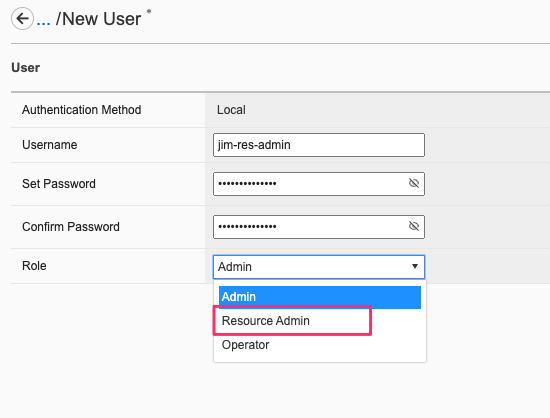 ... /New User *
User
Authentication Method Local
Username jim-res-admin
Set Password ••••••••••••••
Confirm Password ••••••••••••••
Role Admin
Admin
Resource Admin
Operator